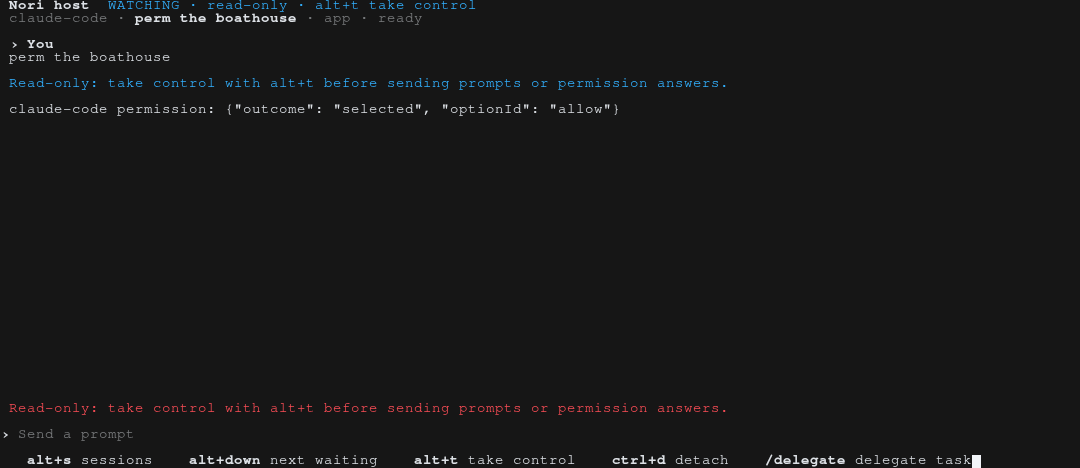 Nori host  WATCHING · read-only · alt+t take control
claude-code · perm the boathouse · app · ready
› You
perm the boathouse
Read-only: take control with alt+t before sending prompts or permission answers.
claude-code permission: {"outcome": "selected", "optionId": "allow"}
Read-only: take control with alt+t before sending prompts or permission answers.
› Send a prompt
alt+s sessions    alt+down next waiting    alt+t take control    ctrl+d detach    /delegate delegate task